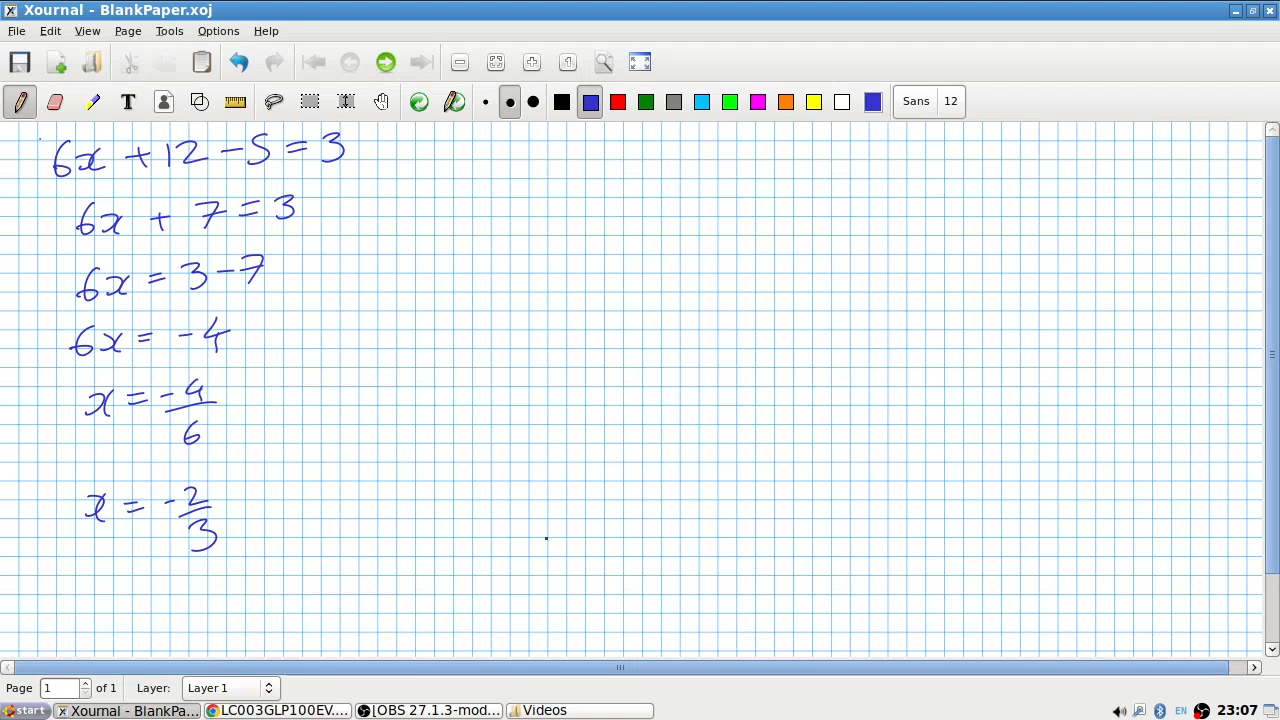 Xournal - BlankPaper.xoj
File Edit View Page Tools Options Help
Sans 12
6x + 12 - 5 = 3
6x + 7 = 3
6x = 3 - 7
6x = -4
x = -4/6
x = -2/3
Page 1 of 1 Layer: Layer 1
start Xournal - BlankPa... LC003GLP100EV.... [OBS 27.1.3-mod... Videos EN 23:07